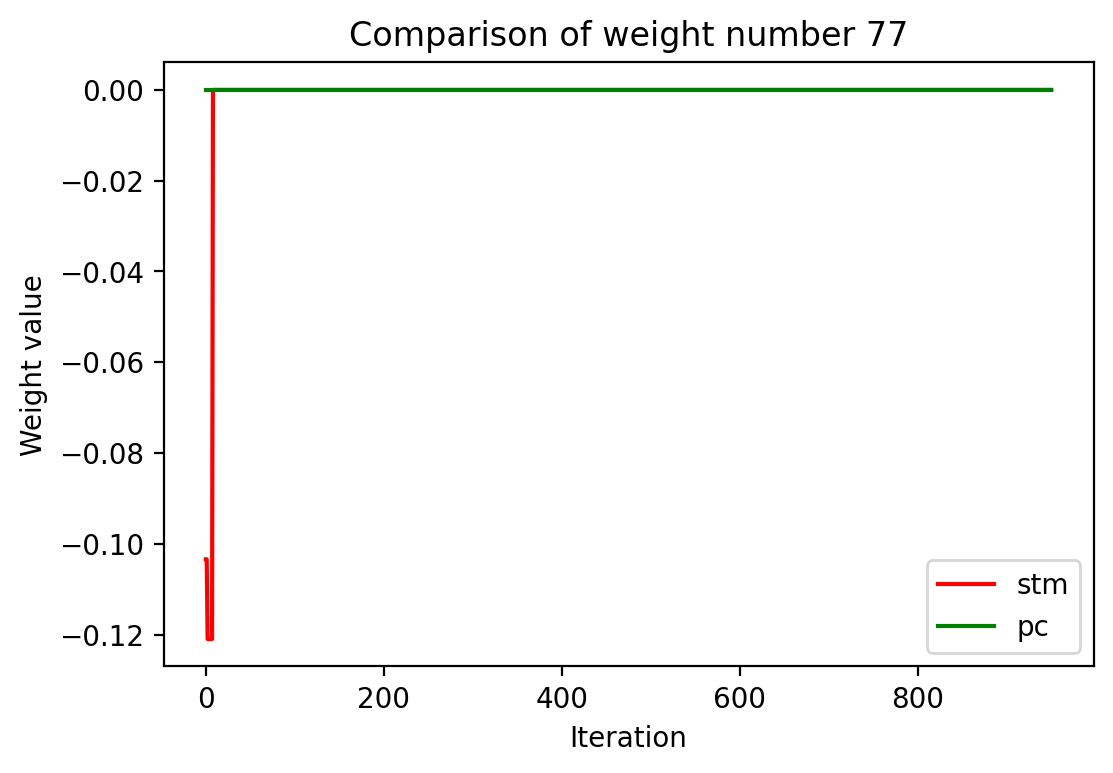 Comparison of weight number 77
0.00
−0.02
−0.04
−0.06
−0.08
−0.10
−0.12
Weight value
stm
pc
0 200 400 600 800
Iteration